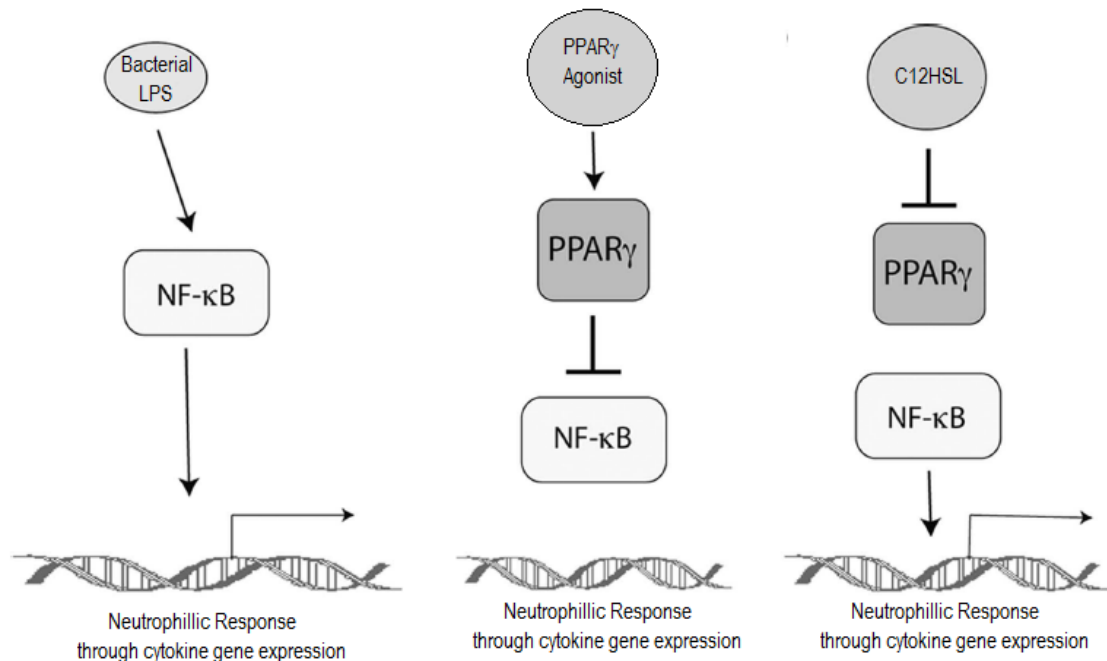 Bacterial
LPS
NF-κB
Neutrophillic Response
through cytokine gene expression
PPARγ
Agonist
PPARγ
NF-κB
Neutrophillic Response
through cytokine gene expression
C12HSL
PPARγ
NF-κB
Neutrophillic Response
through cytokine gene expression